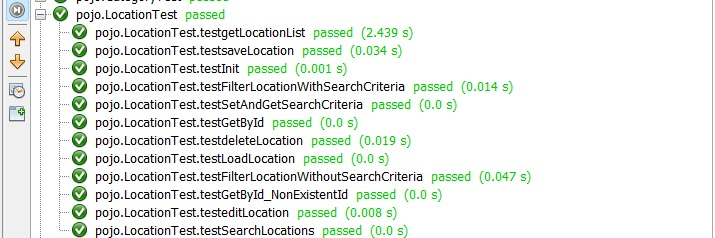 pojo.LocationTest passed
pojo.LocationTest.testgetLocationList passed (2.439 s)
pojo.LocationTest.testsaveLocation passed (0.034 s)
pojo.LocationTest.testInit passed (0.001 s)
pojo.LocationTest.testFilterLocationWithSearchCriteria passed (0.014 s)
pojo.LocationTest.testSetAndGetSearchCriteria passed (0.0 s)
pojo.LocationTest.testGetById passed (0.0 s)
pojo.LocationTest.testdeleteLocation passed (0.019 s)
pojo.LocationTest.testLoadLocation passed (0.0 s)
pojo.LocationTest.testFilterLocationWithoutSearchCriteria passed (0.047 s)
pojo.LocationTest.testGetById_NonExistentId passed (0.0 s)
pojo.LocationTest.testeditLocation passed (0.008 s)
pojo.LocationTest.testSearchLocations passed (0.0 s)